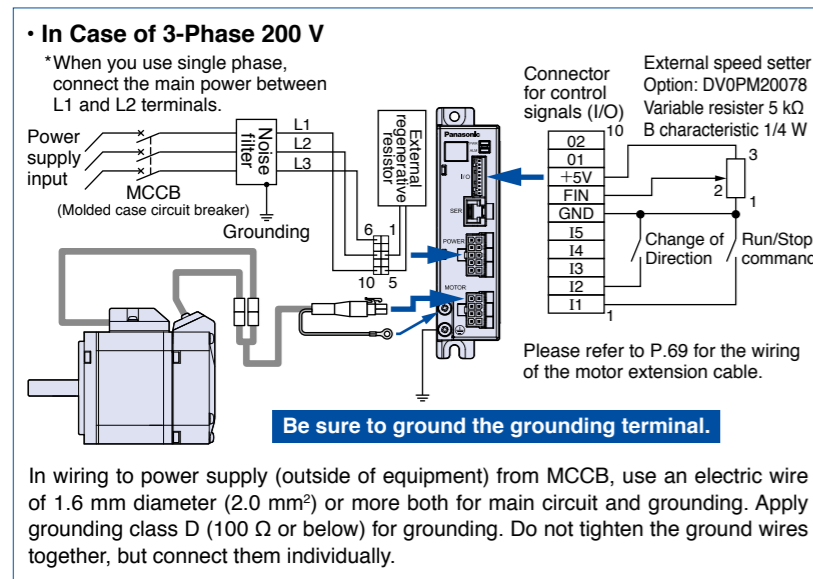 • In Case of 3-Phase 200 V
*When you use single phase,
connect the main power between
L1 and L2 terminals.
Power
supply
input
MCCB
(Molded case circuit breaker)
Noise
filter
Grounding
L1
L2
L3
External
regenerative
resistor
6 1
10 5
Panasonic
I/O
SER
POWER
MOTOR
Connector
for control
signals (I/O)
External speed setter
Option: DV0PM20078
Variable resister 5 kΩ
B characteristic 1/4 W
10
02
01
+5V
FIN
GND
I5
I4
I3
I2
I1
1
3
2
1
Change of
Direction
Run/Stop
command
Please refer to P.69 for the wiring
of the motor extension cable.
Be sure to ground the grounding terminal.
In wiring to power supply (outside of equipment) from MCCB, use an electric wire
of 1.6 mm diameter (2.0 mm²) or more both for main circuit and grounding. Apply
grounding class D (100 Ω or below) for grounding. Do not tighten the ground wires
together, but connect them individually.